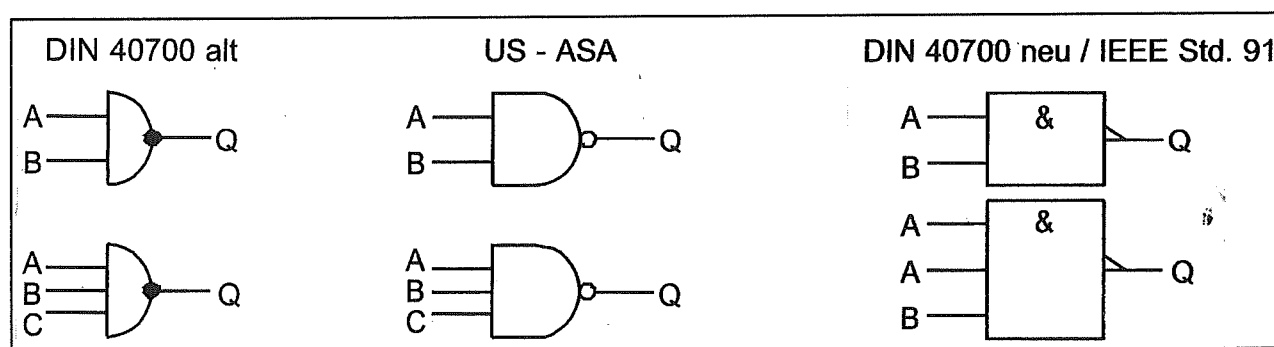 DIN 40700 alt
US - ASA
DIN 40700 neu / IEEE Std. 91
A
B
Q
A
B
Q
A
B
&
Q
A
B
C
Q
A
B
C
Q
A
A
B
&
Q